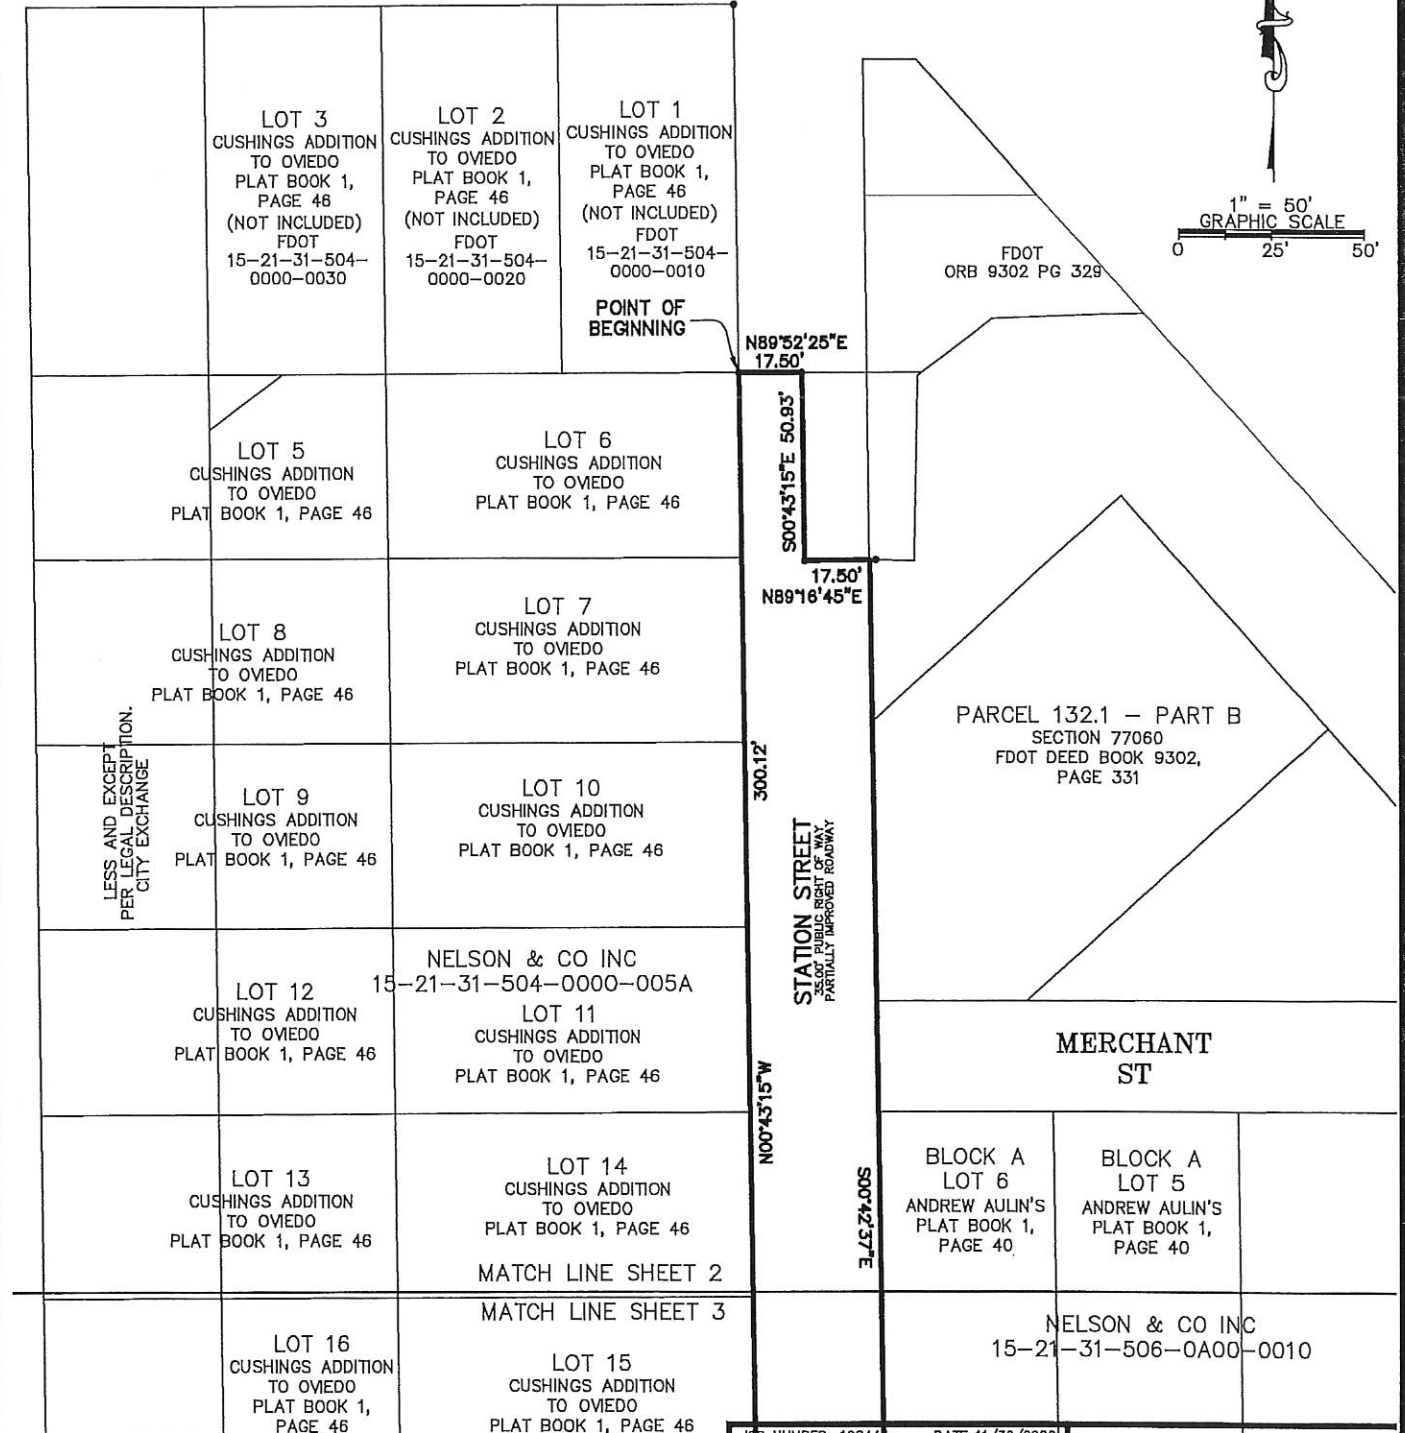 LOT 3
CUSHINGS ADDITION
TO OVIEDO
PLAT BOOK 1,
PAGE 46
(NOT INCLUDED)
FDOT
15-21-31-504-
0000-0030
LOT 2
CUSHINGS ADDITION
TO OVIEDO
PLAT BOOK 1,
PAGE 46
(NOT INCLUDED)
FDOT
15-21-31-504-
0000-0020
LOT 1
CUSHINGS ADDITION
TO OVIEDO
PLAT BOOK 1,
PAGE 46
(NOT INCLUDED)
FDOT
15-21-31-504-
0000-0010
1" = 50'
GRAPHIC SCALE
0 25' 50'
FDOT
ORB 9302 PG 329
POINT OF
BEGINNING
N89°52'25"E
17.50'
S00°43'15"E 50.93'
17.50'
N89°16'45"E
LOT 5
CUSHINGS ADDITION
TO OVIEDO
PLAT BOOK 1, PAGE 46
LOT 6
CUSHINGS ADDITION
TO OVIEDO
PLAT BOOK 1, PAGE 46
LOT 8
CUSHINGS ADDITION
TO OVIEDO
PLAT BOOK 1, PAGE 46
LOT 7
CUSHINGS ADDITION
TO OVIEDO
PLAT BOOK 1, PAGE 46
PARCEL 132.1 - PART B
SECTION 77060
FDOT DEED BOOK 9302,
PAGE 331
LESS AND EXCEPT
PER LEGAL DESCRIPTION.
CITY EXCHANGE
LOT 9
CUSHINGS ADDITION
TO OVIEDO
PLAT BOOK 1, PAGE 46
LOT 10
CUSHINGS ADDITION
TO OVIEDO
PLAT BOOK 1, PAGE 46
300.12'
STATION STREET
35.00' PUBLIC RIGHT OF WAY
PARTIALLY IMPROVED ROADWAY
NELSON & CO INC
15-21-31-504-0000-005A
LOT 12
CUSHINGS ADDITION
TO OVIEDO
PLAT BOOK 1, PAGE 46
LOT 11
CUSHINGS ADDITION
TO OVIEDO
PLAT BOOK 1, PAGE 46
MERCHANT
ST
N00°43'15"W
S00°42'37"E
LOT 13
CUSHINGS ADDITION
TO OVIEDO
PLAT BOOK 1, PAGE 46
LOT 14
CUSHINGS ADDITION
TO OVIEDO
PLAT BOOK 1, PAGE 46
BLOCK A
LOT 6
ANDREW AULIN'S
PLAT BOOK 1,
PAGE 40
BLOCK A
LOT 5
ANDREW AULIN'S
PLAT BOOK 1,
PAGE 40
MATCH LINE SHEET 2
MATCH LINE SHEET 3
NELSON & CO INC
15-21-31-506-0A00-0010
LOT 16
CUSHINGS ADDITION
TO OVIEDO
PLAT BOOK 1,
PAGE 46
LOT 15
CUSHINGS ADDITION
TO OVIEDO
PLAT BOOK 1, PAGE 46